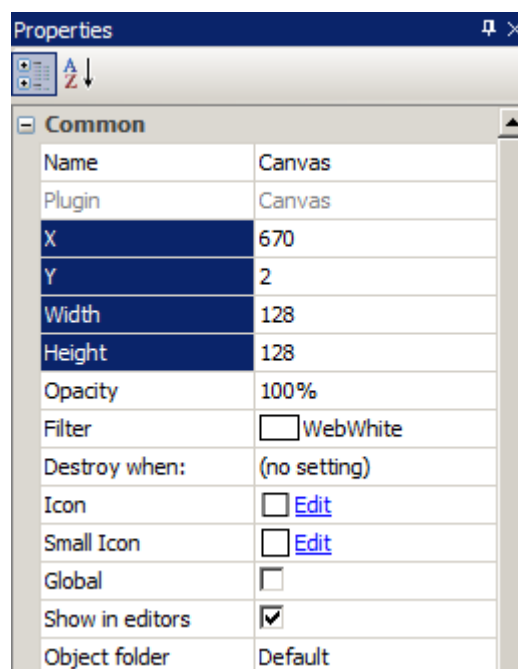 Properties
A
Z
Common
Name Canvas
Plugin Canvas
X 670
Y 2
Width 128
Height 128
Opacity 100%
Filter WebWhite
Destroy when: (no setting)
Icon Edit
Small Icon Edit
Global
Show in editors
Object folder Default